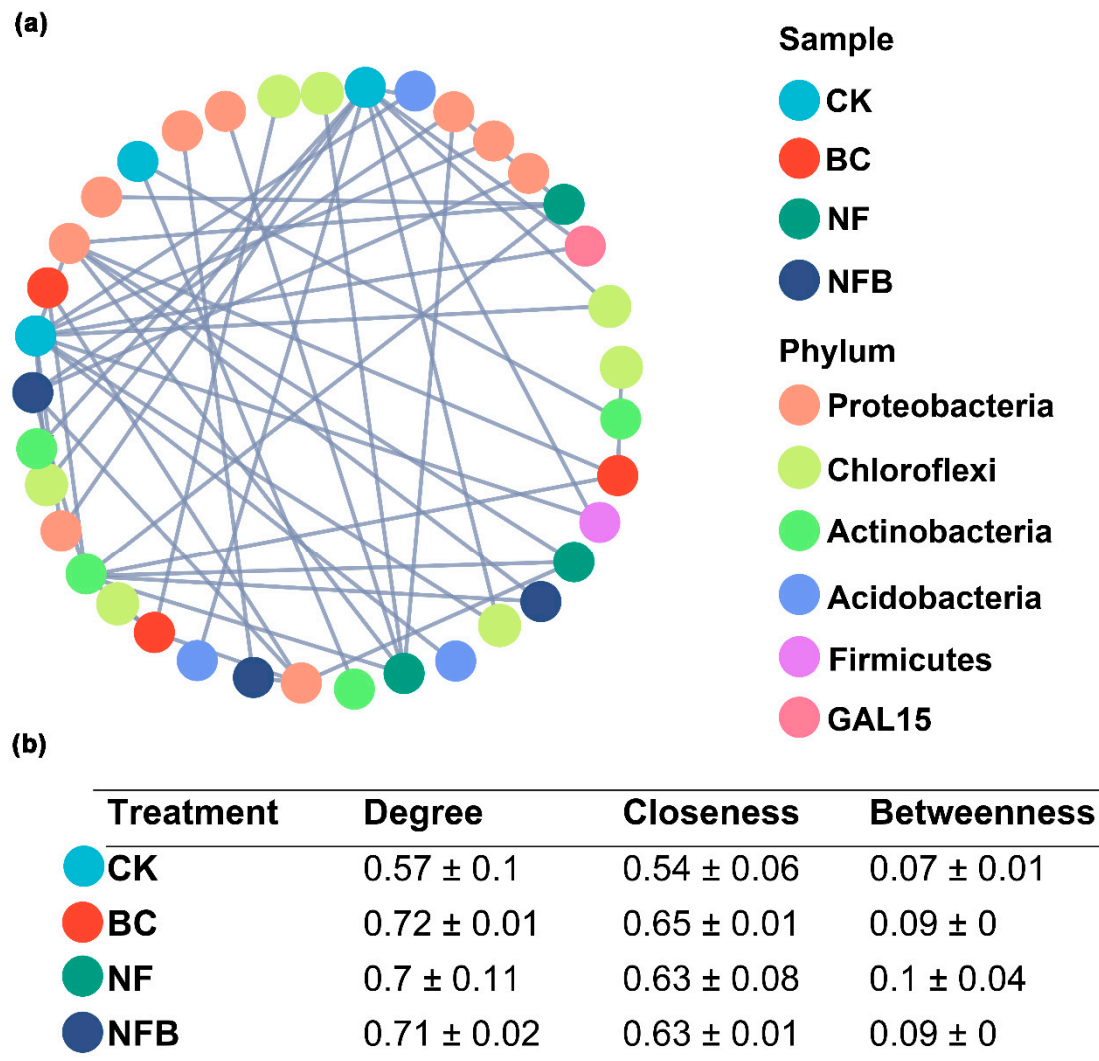 (a)
Sample
CK
BC
NF
NFB
Phylum
Proteobacteria
Chloroflexi
Actinobacteria
Acidobacteria
Firmicutes
GAL15
(b)
Treatment Degree Closeness Betweenness
CK 0.57 ± 0.1 0.54 ± 0.06 0.07 ± 0.01
BC 0.72 ± 0.01 0.65 ± 0.01 0.09 ± 0
NF 0.7 ± 0.11 0.63 ± 0.08 0.1 ± 0.04
NFB 0.71 ± 0.02 0.63 ± 0.01 0.09 ± 0